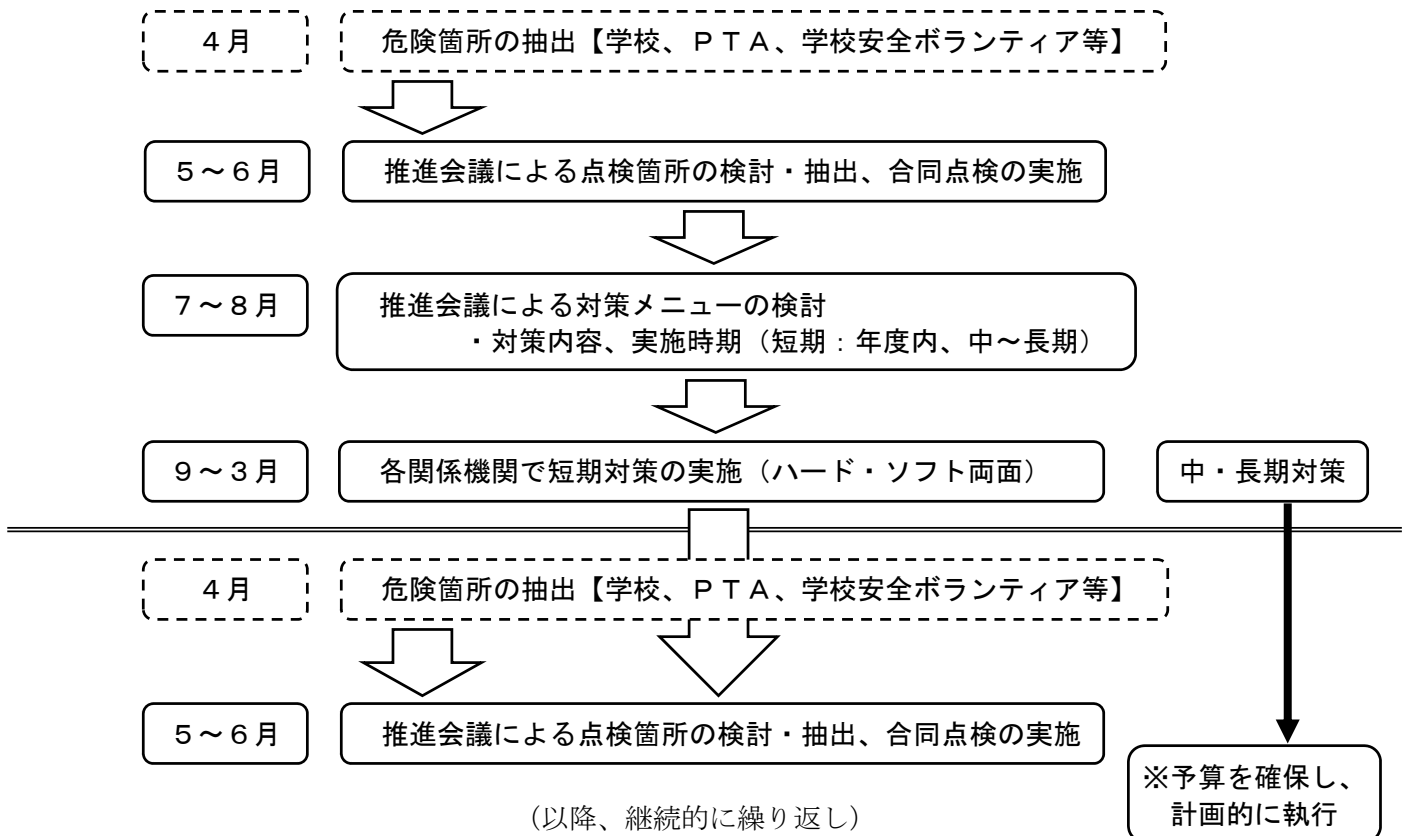 ４月
危険箇所の抽出【学校、ＰＴＡ、学校安全ボランティア等】
５～６月
推進会議による点検箇所の検討・抽出、合同点検の実施
７～８月
推進会議による対策メニューの検討
・対策内容、実施時期（短期：年度内、中～長期）
９～３月
各関係機関で短期対策の実施（ハード・ソフト両面）
中・長期対策
４月
危険箇所の抽出【学校、ＰＴＡ、学校安全ボランティア等】
５～６月
推進会議による点検箇所の検討・抽出、合同点検の実施
※予算を確保し、
計画的に執行
（以降、継続的に繰り返し）